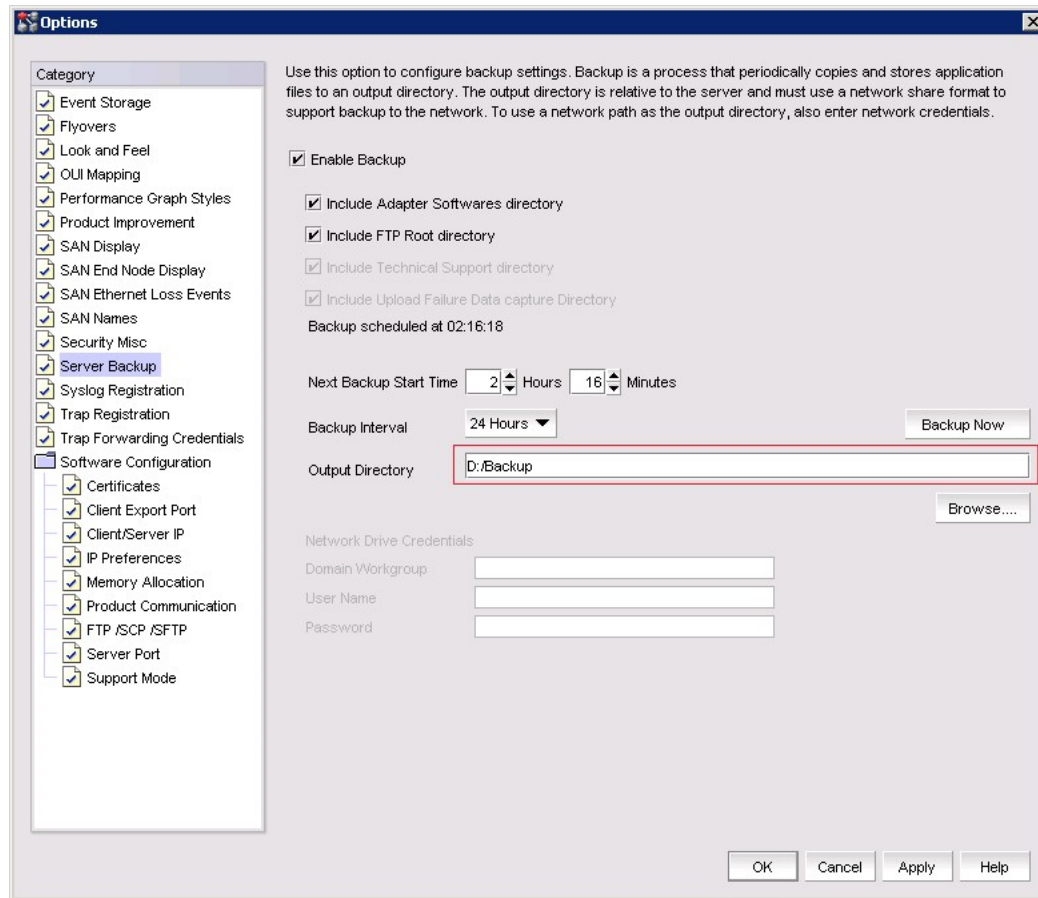 Options
Category
Event Storage
Flyovers
Look and Feel
OUI Mapping
Performance Graph Styles
Product Improvement
SAN Display
SAN End Node Display
SAN Ethernet Loss Events
SAN Names
Security Misc
Server Backup
Syslog Registration
Trap Registration
Trap Forwarding Credentials
Software Configuration
Certificates
Client Export Port
Client/Server IP
IP Preferences
Memory Allocation
Product Communication
FTP /SCP /SFTP
Server Port
Support Mode
Use this option to configure backup settings. Backup is a process that periodically copies and stores application
files to an output directory. The output directory is relative to the server and must use a network share format to
support backup to the network. To use a network path as the output directory, also enter network credentials.
Enable Backup
Include Adapter Softwares directory
Include FTP Root directory
Include Technical Support directory
Include Upload Failure Data capture Directory
Backup scheduled at 02:16:18
Next Backup Start Time 2 Hours 16 Minutes
Backup Interval 24 Hours Backup Now
Output Directory D:/Backup
Browse....
Network Drive Credentials
Domain Workgroup
User Name
Password
OK Cancel Apply Help